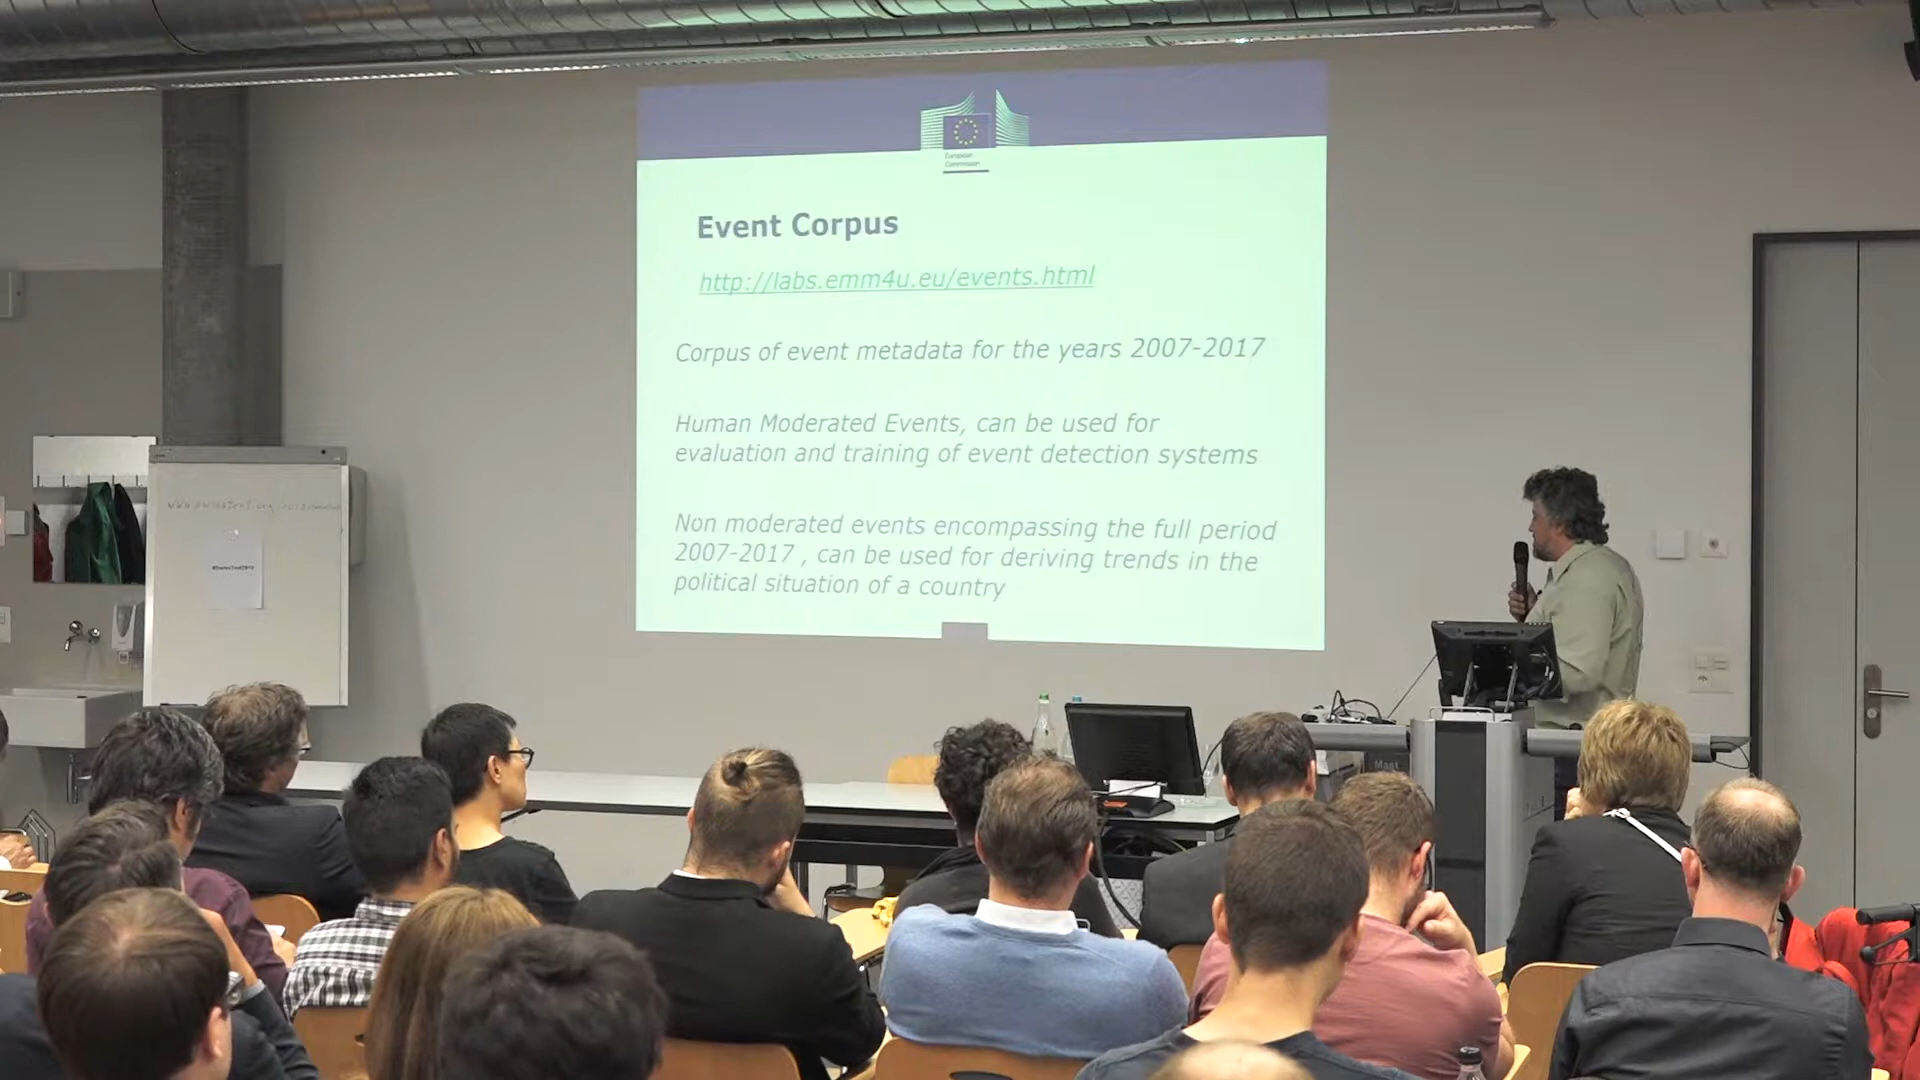 European
Commission
Event Corpus
http://labs.emm4u.eu/events.html
Corpus of event metadata for the years 2007-2017
Human Moderated Events, can be used for
evaluation and training of event detection systems
Non moderated events encompassing the full period
2007-2017 , can be used for deriving trends in the
political situation of a country